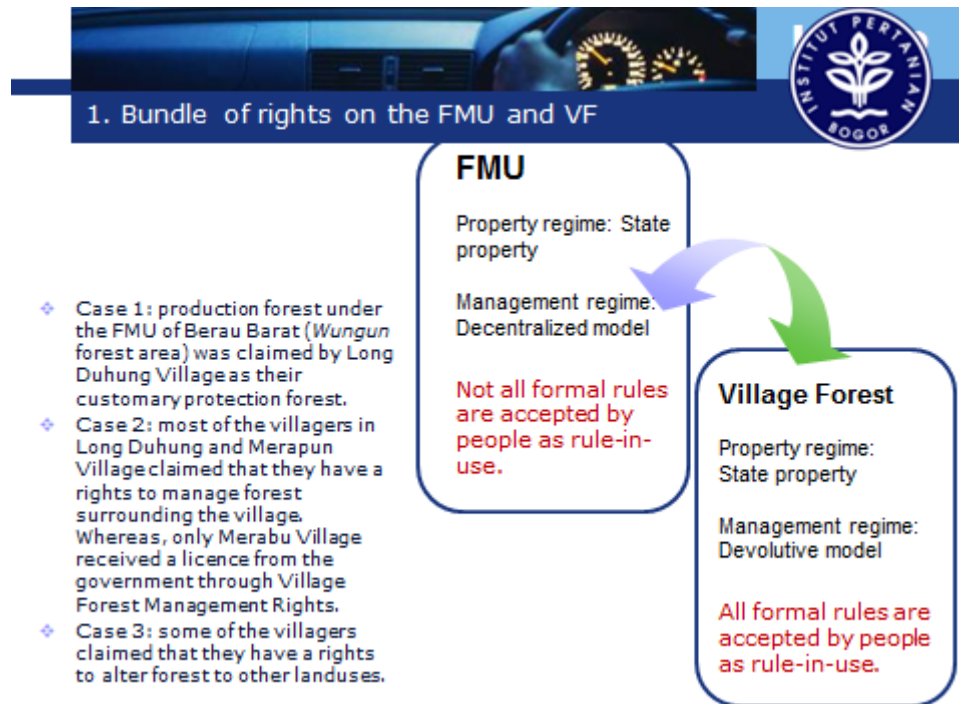 INSTITUT PERTANIAN
BOGOR
1. Bundle of rights on the FMU and VF
FMU
Property regime: State
property
Management regime:
Decentralized model
Not all formal rules
are accepted by
people as rule-in-
use.
❖ Case 1: production forest under
the FMU of Berau Barat (Wungun
forest area) was claimed by Long
Duhung Village as their
customary protection forest.
❖ Case 2: most of the villagers in
Long Duhung and Merapun
Village claimed that they have a
rights to manage forest
surrounding the village.
Whereas, only Merabu Village
received a licence from the
government through Village
Forest Management Rights.
❖ Case 3: some of the villagers
claimed that they have a rights
to alter forest to other landuses.
Village Forest
Property regime:
State property
Management regime:
Devolutive model
All formal rules are
accepted by people
as rule-in-use.